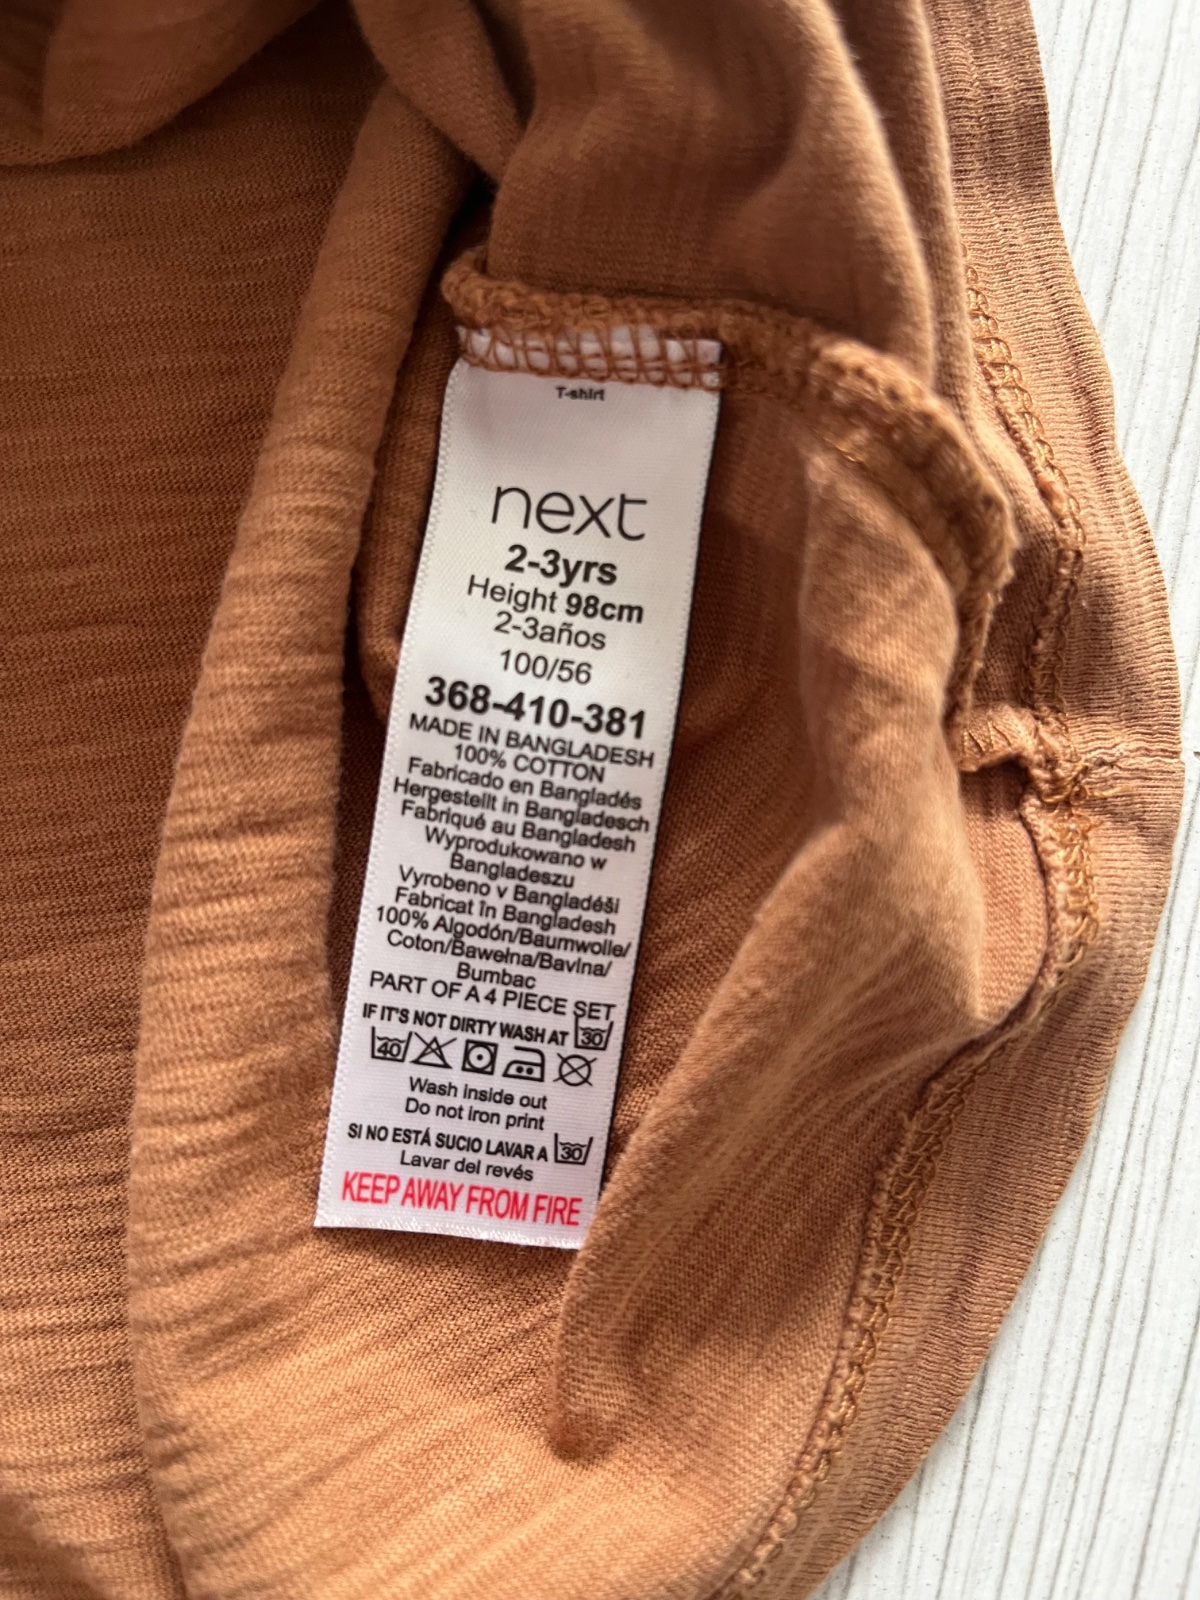 T-shirt
next
2-3yrs
Height 98cm
2-3años
100/56
368-410-381
MADE IN BANGLADESH
100% COTTON
Fabricado en Bangladés
Hergestellt in Bangladesch
Fabriqué au Bangladesh
Wyprodukowano w
Bangladeszu
Vyrobeno v Bangladéši
Fabricat în Bangladesh
100% Algodón/Baumwolle/
Coton/Bawełna/Bavlna/
Bumbac
PART OF A 4 PIECE SET
IF IT'S NOT DIRTY WASH AT 30
40
Wash inside out
Do not iron print
SI NO ESTÁ SUCIO LAVAR A 30
Lavar del revés
KEEP AWAY FROM FIRE